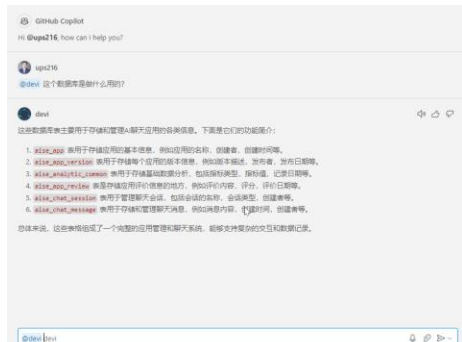 GitHub Copilot
Hi @ups216, how can I help you?
ups216
@devi 这个数据库是做什么用的?
devi
这些数据库表主要用于存储和管理AI聊天应用的各类信息。下面是它们的功能简介：
1. aise_app 表用于存储应用的基本信息，例如应用的名称、创建者、创建时间等。
2. aise_app_version 表用于存储每个应用的版本信息，例如版本描述、发布者、发布日期等。
3. aise_analytic_common 表用于存储基础数据分析，包括指标类型、指标值、记录日期等。
4. aise_app_review 表是存储应用评价信息的地方，例如评价内容、评分、评价日期等。
5. aise_chat_session 表用于管理聊天会话，包括会话的名称、会话类型、创建者等。
6. aise_chat_message 表用于存储和管理聊天消息，例如消息内容、创建时间、创建者等。
总体来说，这些表格组成了一个完整的应用管理和聊天系统，能够支持复杂的交互和数据记录。
@devi devi